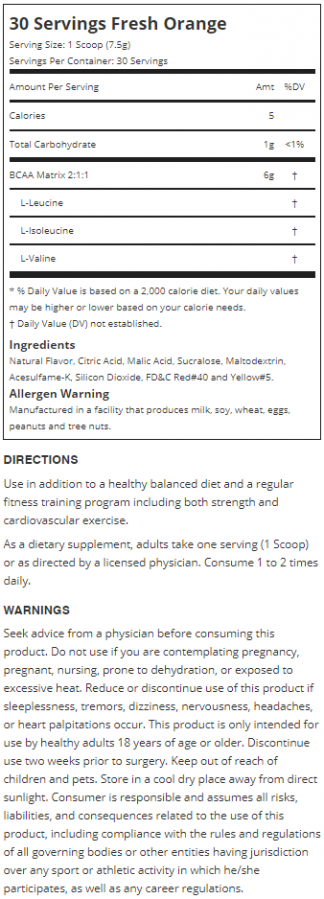 30 Servings Fresh Orange
Serving Size: 1 Scoop (7.5g)
Servings Per Container: 30 Servings
Amount Per Serving Amt %DV
Calories 5
Total Carbohydrate 1g <1%
BCAA Matrix 2:1:1 6g †
L-Leucine †
L-Isoleucine †
L-Valine †
* % Daily Value is based on a 2,000 calorie diet. Your daily values
may be higher or lower based on your calorie needs.
† Daily Value (DV) not established.
Ingredients
Natural Flavor, Citric Acid, Malic Acid, Sucralose, Maltodextrin,
Acesulfame-K, Silicon Dioxide, FD&C Red#40 and Yellow#5.
Allergen Warning
Manufactured in a facility that produces milk, soy, wheat, eggs,
peanuts and tree nuts.
DIRECTIONS
Use in addition to a healthy balanced diet and a regular
fitness training program including both strength and
cardiovascular exercise.
As a dietary supplement, adults take one serving (1 Scoop)
or as directed by a licensed physician. Consume 1 to 2 times
daily.
WARNINGS
Seek advice from a physician before consuming this
product. Do not use if you are contemplating pregnancy,
pregnant, nursing, prone to dehydration, or exposed to
excessive heat. Reduce or discontinue use of this product if
sleeplessness, tremors, dizziness, nervousness, headaches,
or heart palpitations occur. This product is only intended for
use by healthy adults 18 years of age or older. Discontinue
use two weeks prior to surgery. Keep out of reach of
children and pets. Store in a cool dry place away from direct
sunlight. Consumer is responsible and assumes all risks,
liabilities, and consequences related to the use of this
product, including compliance with the rules and regulations
of all governing bodies or other entities having jurisdiction
over any sport or athletic activity in which he/she
participates, as well as any career regulations.